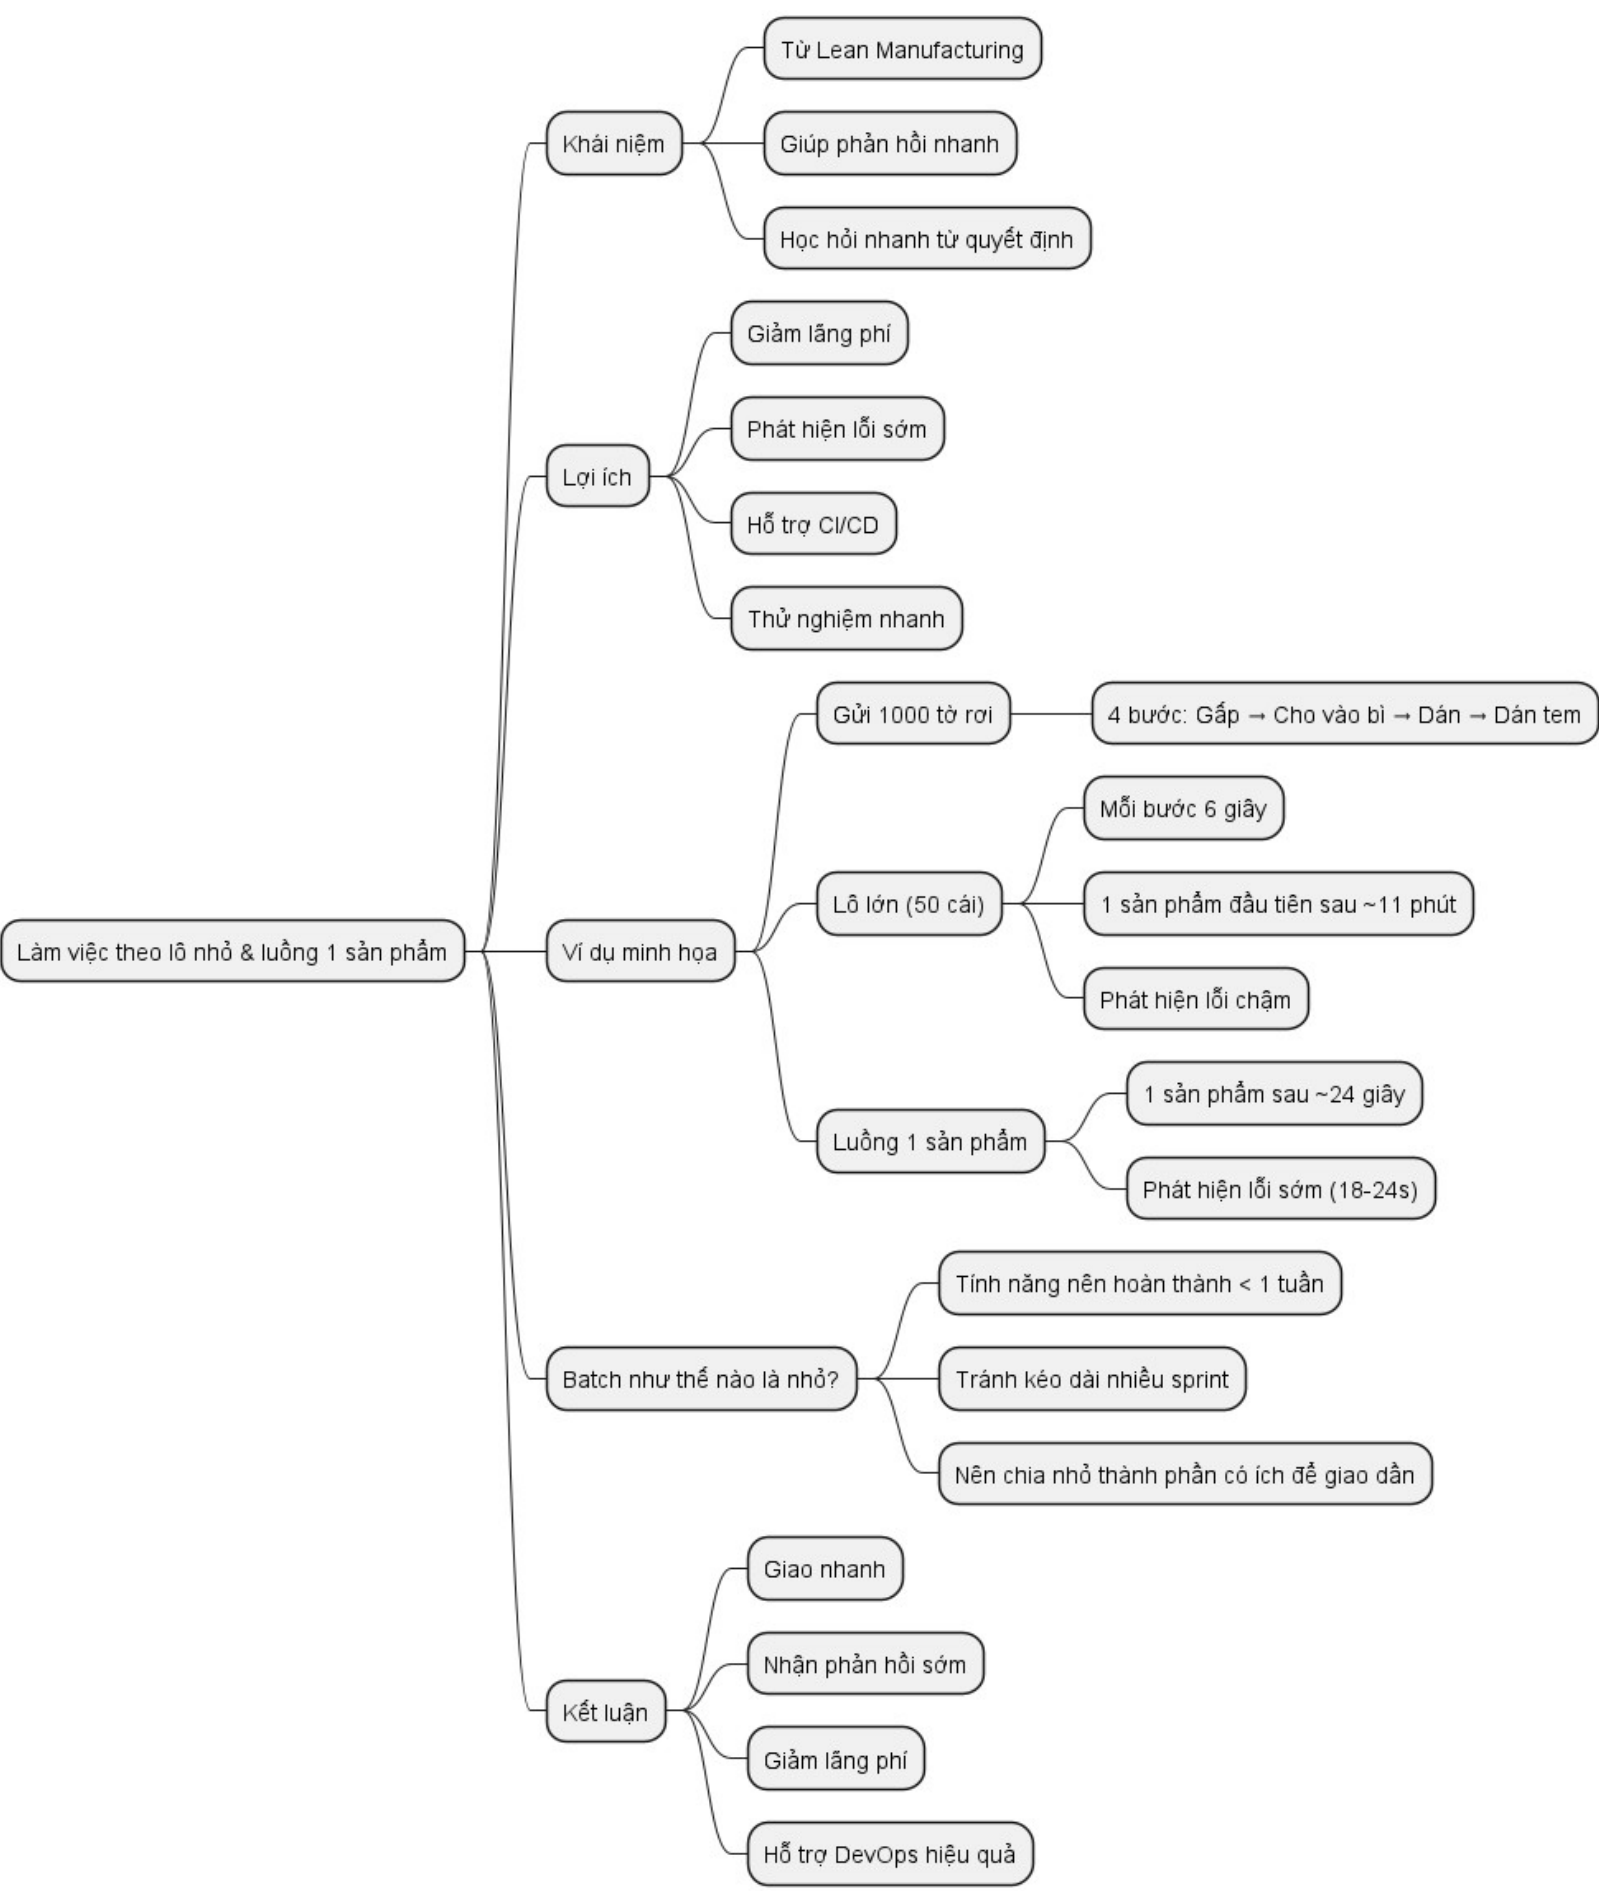 Làm việc theo lô nhỏ & luồng 1 sản phẩm
Khái niệm
Từ Lean Manufacturing
Giúp phản hồi nhanh
Học hỏi nhanh từ quyết định
Lợi ích
Giảm lãng phí
Phát hiện lỗi sớm
Hỗ trợ CI/CD
Thử nghiệm nhanh
Ví dụ minh họa
Gửi 1000 tờ rơi
4 bước: Gấp → Cho vào bì → Dán → Dán tem
Lô lớn (50 cái)
Mỗi bước 6 giây
1 sản phẩm đầu tiên sau ~11 phút
Phát hiện lỗi chậm
Luồng 1 sản phẩm
1 sản phẩm sau ~24 giây
Phát hiện lỗi sớm (18-24s)
Batch như thế nào là nhỏ?
Tính năng nên hoàn thành < 1 tuần
Tránh kéo dài nhiều sprint
Nên chia nhỏ thành phần có ích để giao dần
Kết luận
Giao nhanh
Nhận phản hồi sớm
Giảm lãng phí
Hỗ trợ DevOps hiệu quả